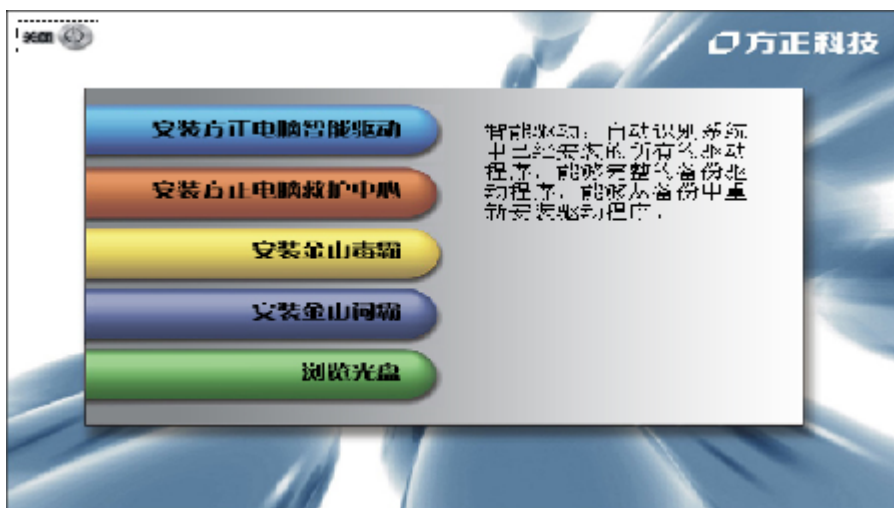 方正科技
安装方正电脑智能驱动
安装方正电脑救护中心
安装金山毒霸
安装金山词霸
浏览光盘
智能驱动：自动识别系统
中已经安装的所有的驱动
程序，能够完整的备份驱
动程序，能够从备份中重
新安装驱动程序。